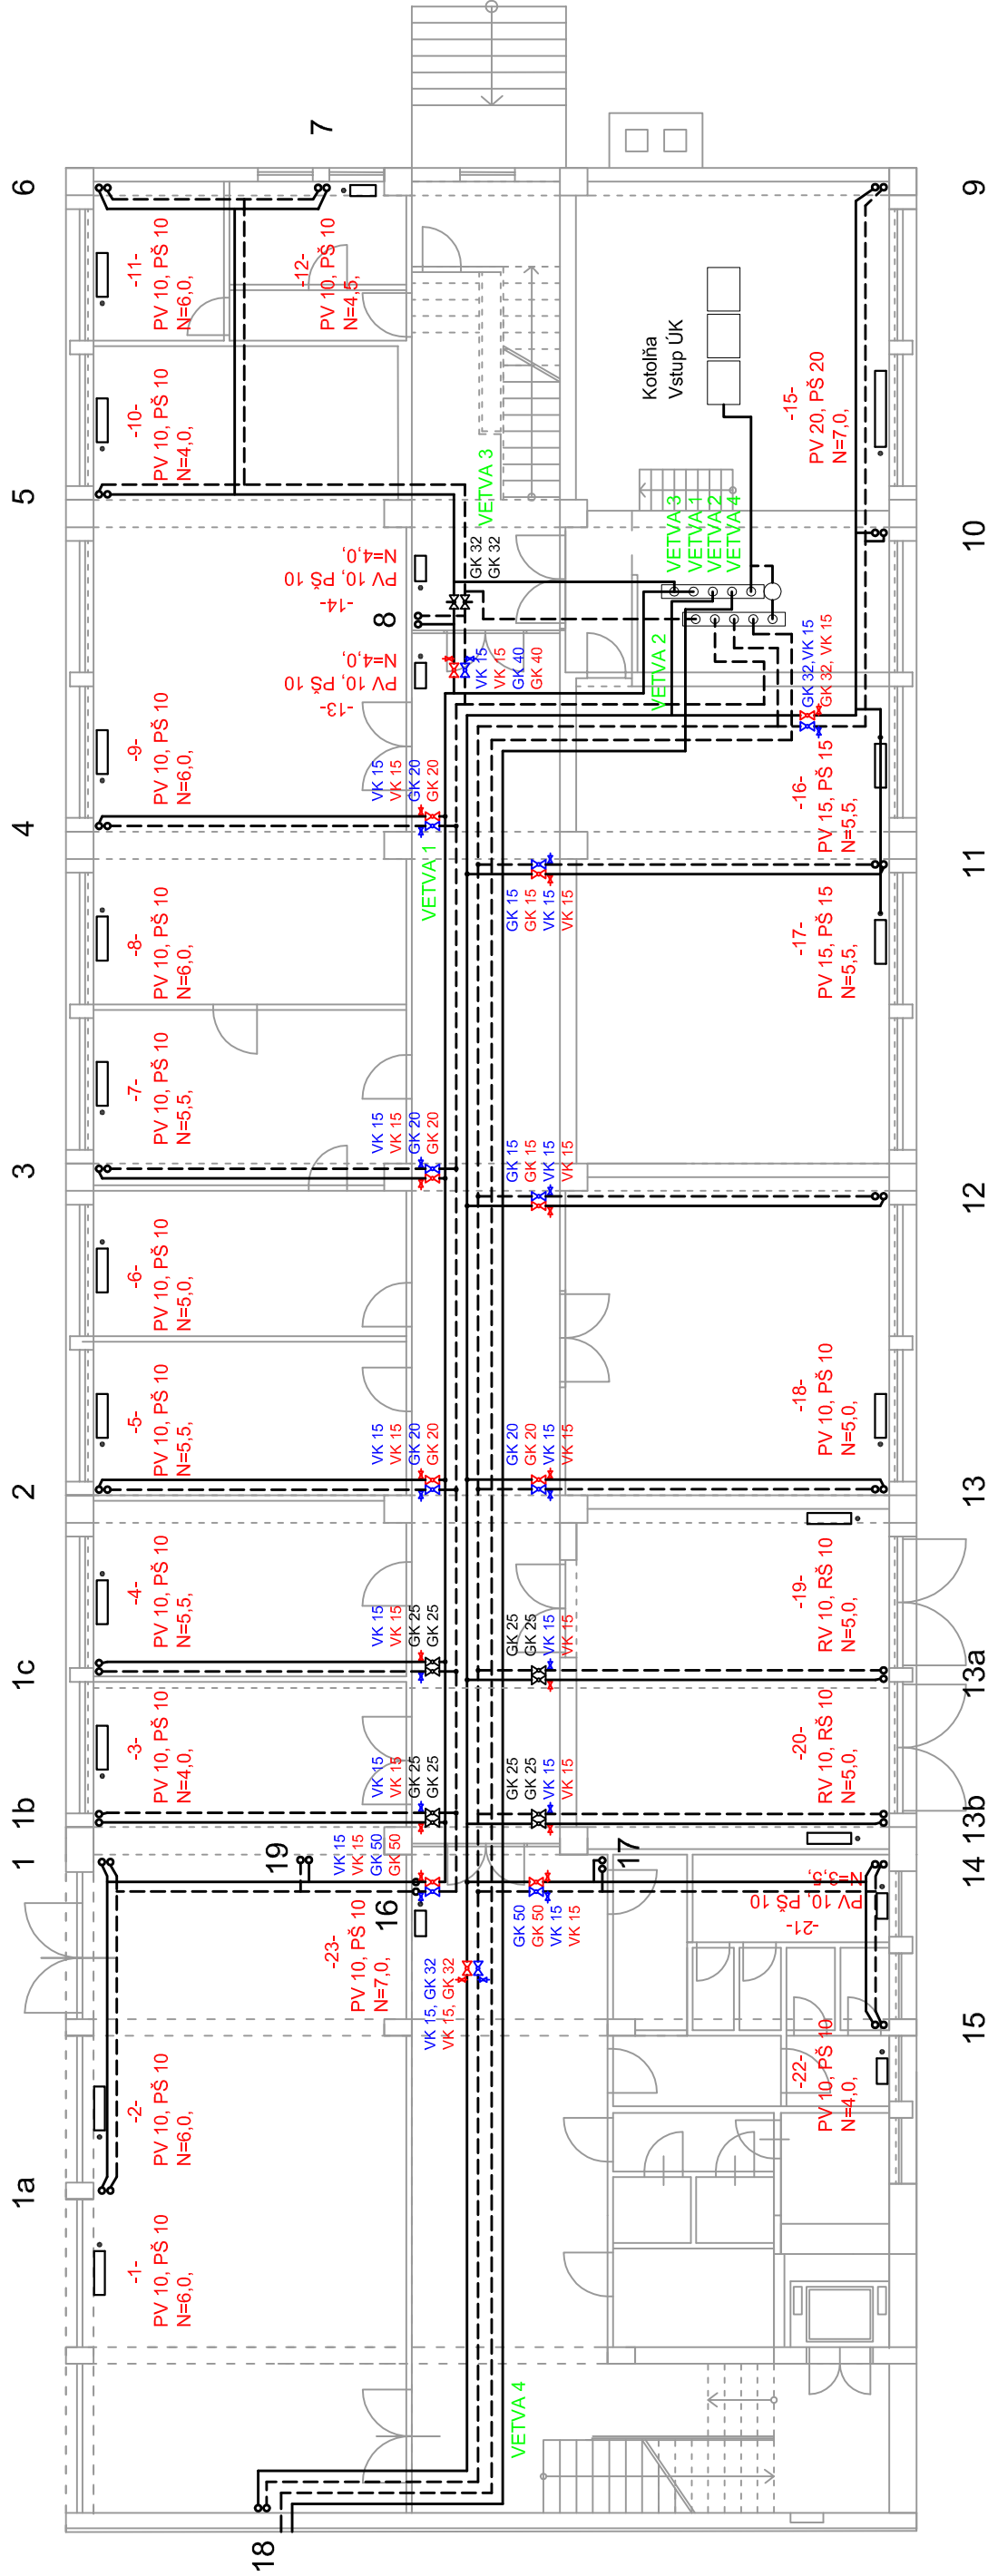 6
7
9
-11-
PV 10, PŠ 10
N=6,0,
-12-
PV 10, PŠ 10
N=4,5,
-10-
PV 10, PŠ 10
N=4,0,
Kotolňa
Vstup ÚK
-15-
PV 20, PŠ 20
N=7,0,
5
VETVA 3
10
VETVA 3
VETVA 1
VETVA 2
VETVA 4
GK 32
GK 32
-14-
PV 10, PŠ 10
N=4,0,
8
-13-
PV 10, PŠ 10
N=4,0,
VK 15
VK 15
GK 40
GK 40
VETVA 2
GK 32,VK 15
GK 32, VK 15
-9-
PV 10, PŠ 10
N=6,0,
VK 15
VK 15
GK 20
GK 20
4
VETVA 1
-16-
PV 15, PŠ 15
N=5,5,
11
GK 15
GK 15
VK 15
VK 15
-8-
PV 10, PŠ 10
N=6,0,
-17-
PV 15, PŠ 15
N=5,5,
-7-
PV 10, PŠ 10
N=5,5,
3
VK 15
VK 15
GK 20
GK 20
GK 15
GK 15
VK 15
VK 15
12
-6-
PV 10, PŠ 10
N=5,0,
-5-
PV 10, PŠ 10
N=5,5,
-18-
PV 10, PŠ 10
N=5,0,
2
VK 15
VK 15
GK 20
GK 20
GK 20
GK 20
VK 15
VK 15
13
-4-
PV 10, PŠ 10
N=5,5,
-19-
RV 10, RŠ 10
N=5,0,
1c
VK 15
VK 15
GK 25
GK 25
GK 25
GK 25
VK 15
VK 15
13a
-3-
PV 10, PŠ 10
N=4,0,
-20-
RV 10, RŠ 10
N=5,0,
1b
VK 15
VK 15
GK 25
GK 25
GK 25
GK 25
VK 15
VK 15
13b
1
19
VK 15
VK 15
GK 50
GK 50
17
14
16
GK 50
GK 50
VK 15
VK 15
-21-
PV 10, PŠ 10
N=3,5,
-23-
PV 10, PŠ 10
N=7,0,
VK 15, GK 32
VK 15, GK 32
15
-2-
PV 10, PŠ 10
N=6,0,
-22-
PV 10, PŠ 10
N=4,0,
1a
-1-
PV 10, PŠ 10
N=6,0,
VETVA 4
18